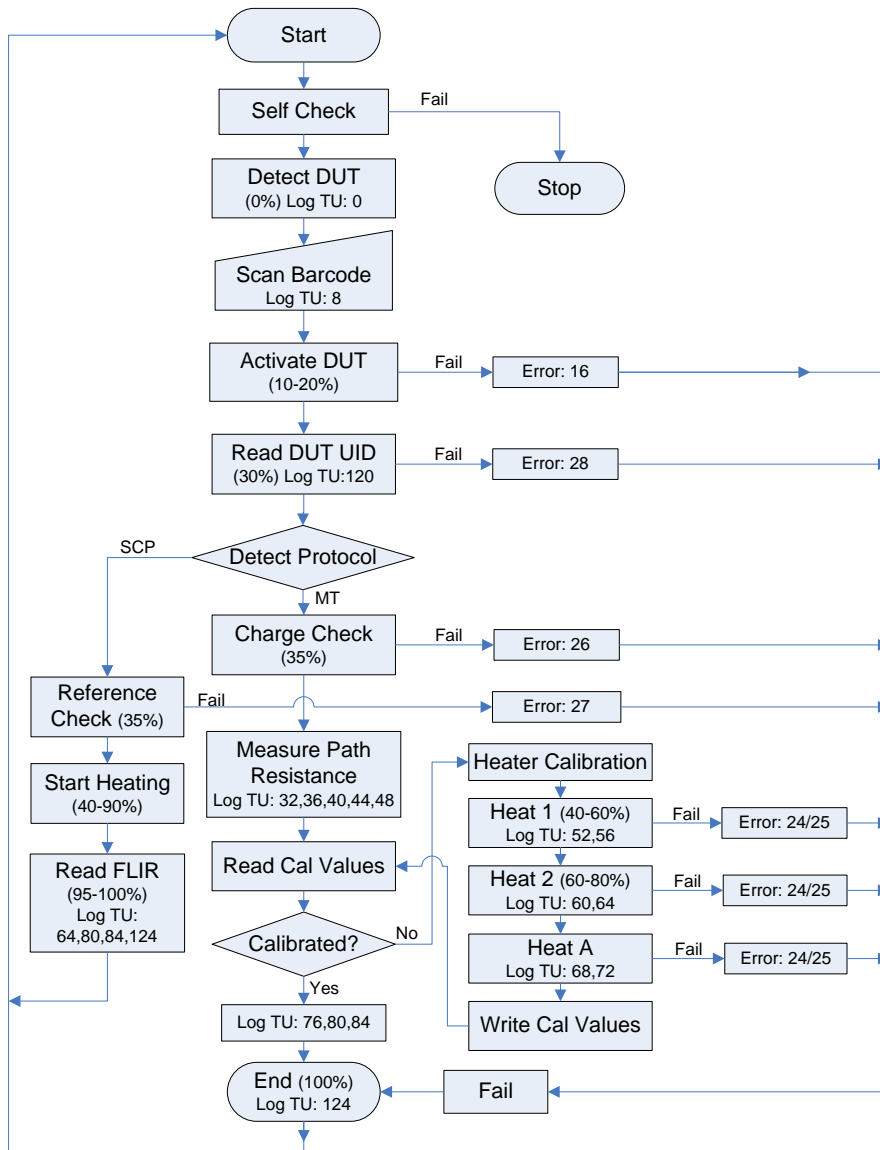 Start
Self Check
Fail
Stop
Detect DUT
(0%) Log TU: 0
Scan Barcode
Log TU: 8
Activate DUT
(10-20%)
Fail
Error: 16
Read DUT UID
(30%) Log TU:120
Fail
Error: 28
SCP
Detect Protocol
MT
Charge Check
(35%)
Fail
Error: 26
Reference
Check (35%)
Fail
Error: 27
Start Heating
(40-90%)
Read FLIR
(95-100%)
Log TU:
64,80,84,124
Measure Path
Resistance
Log TU: 32,36,40,44,48
Read Cal Values
Calibrated?
No
Yes
Heater Calibration
Heat 1 (40-60%)
Log TU: 52,56
Fail
Error: 24/25
Heat 2 (60-80%)
Log TU: 60,64
Fail
Error: 24/25
Heat A
Log TU: 68,72
Fail
Error: 24/25
Write Cal Values
Log TU: 76,80,84
End (100%)
Log TU: 124
Fail